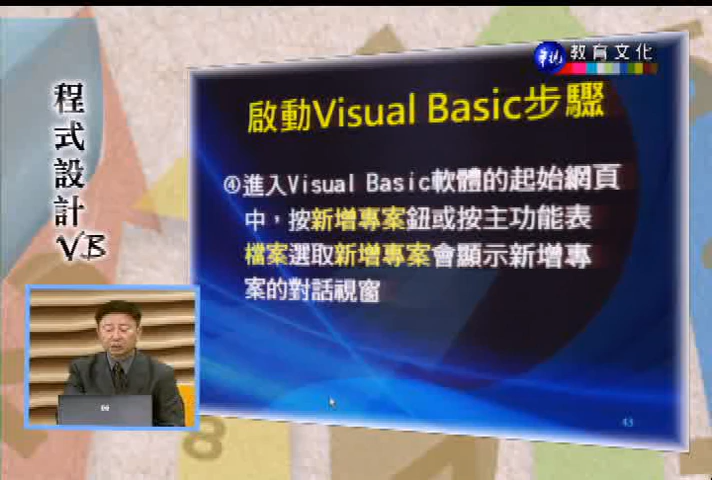 華視
教育文化
程式設計
VB
啟動Visual Basic步驟
④進入Visual Basic軟體的起始網頁
中，按新增專案鈕或按主功能表
檔案選取新增專案會顯示新增專
案的對話視窗
43
8